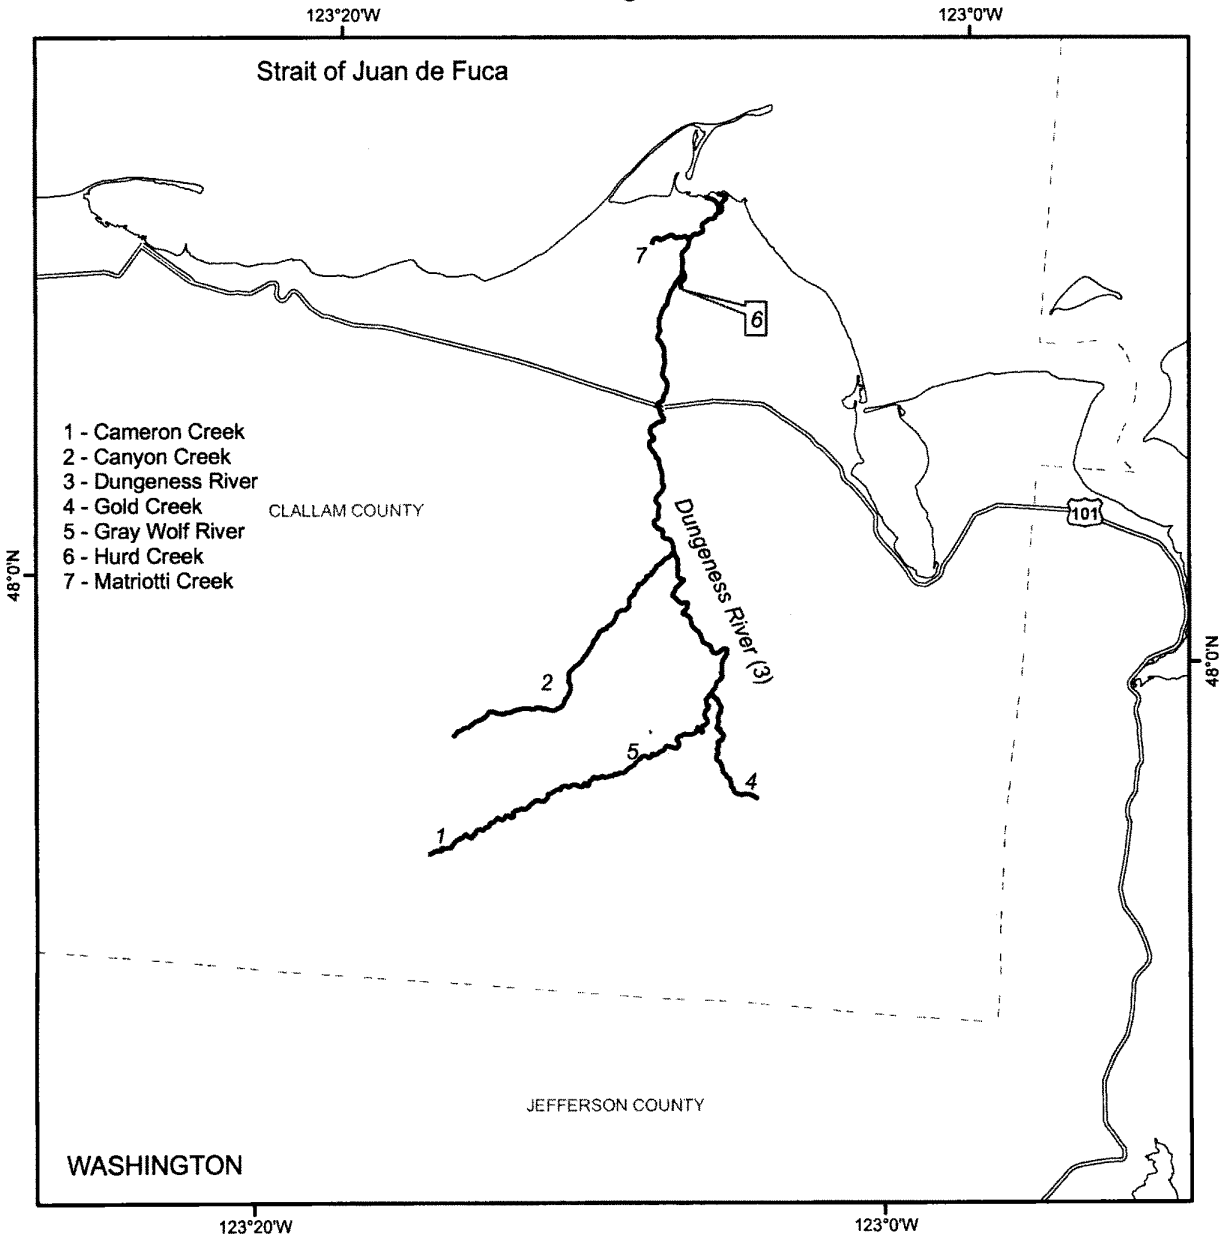 123°20'W
123°0'W
Strait of Juan de Fuca
7
6
1 - Cameron Creek
2 - Canyon Creek
3 - Dungeness River
4 - Gold Creek
5 - Gray Wolf River
6 - Hurd Creek
7 - Matriotti Creek
CLALLAM COUNTY
101
48°0'N
Dungeness River (3)
48°0'N
2
5
4
1
JEFFERSON COUNTY
WASHINGTON
123°20'W
123°0'W